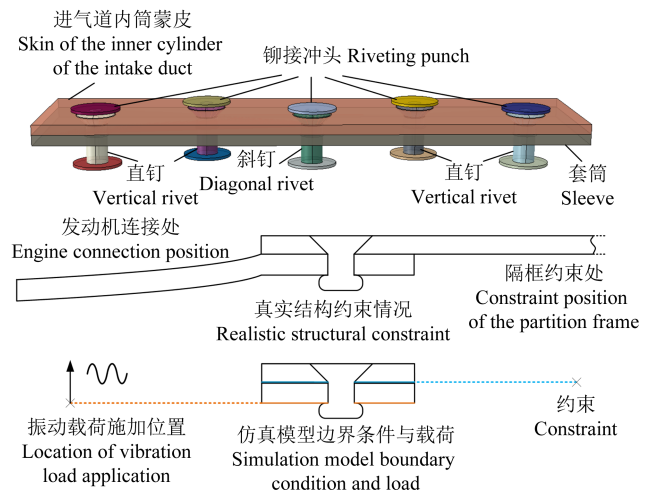 进气道内筒蒙皮
Skin of the inner cylinder
of the intake duct
铆接冲头 Riveting punch
直钉
Vertical rivet
斜钉
Diagonal rivet
直钉
Vertical rivet
套筒
Sleeve
发动机连接处
Engine connection position
隔框约束处
Constraint position
of the partition frame
真实结构约束情况
Realistic structural constraint
振动载荷施加位置
Location of vibration
load application
仿真模型边界条件与载荷
Simulation model boundary
condition and load
约束
Constraint